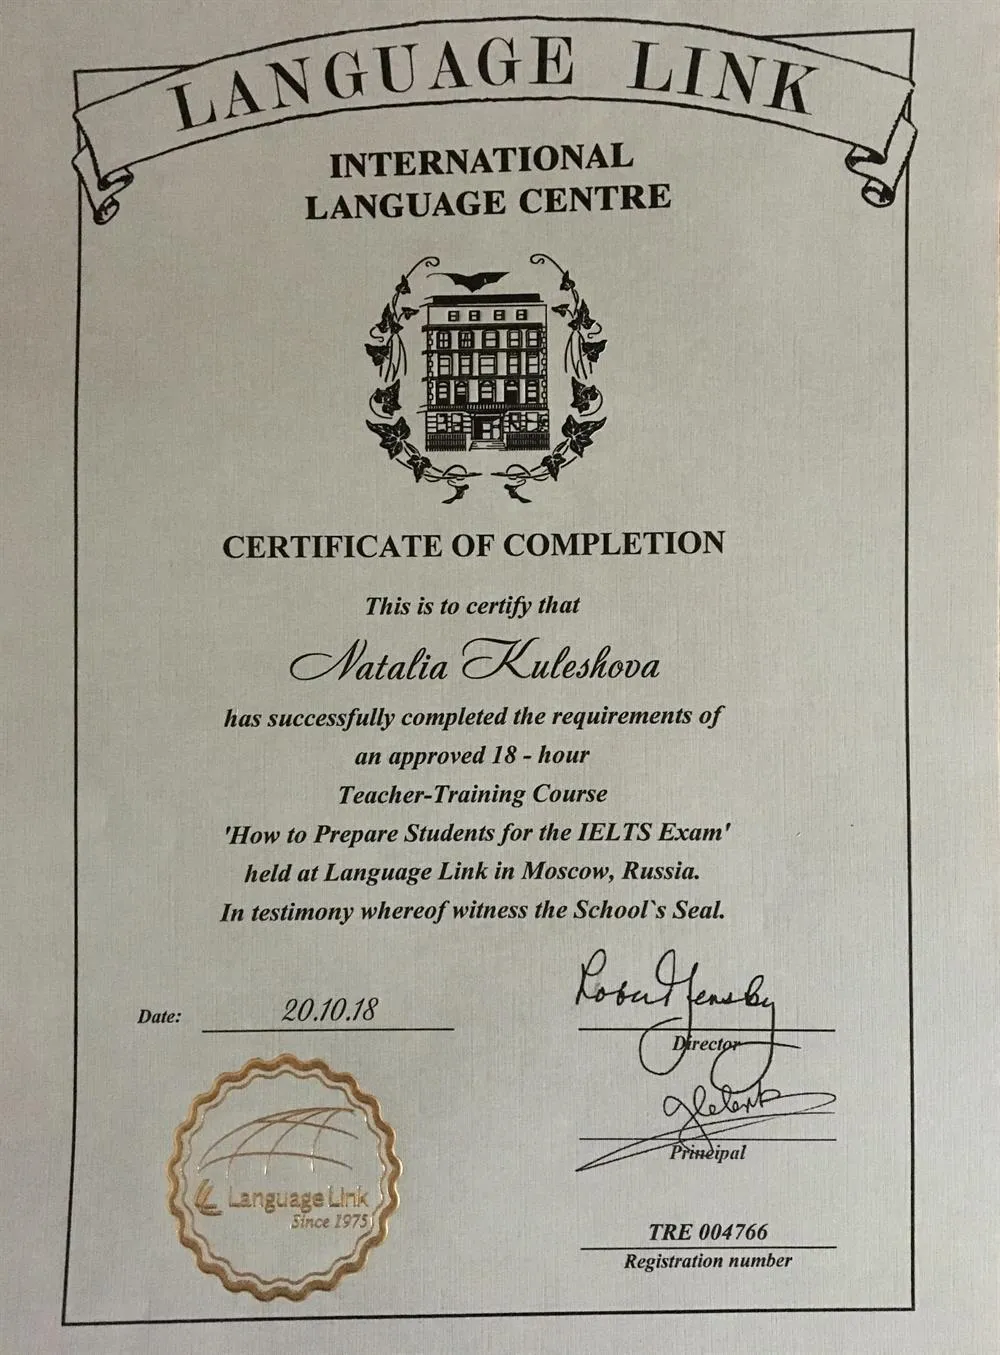 LANGUAGE LINK
INTERNATIONAL
LANGUAGE CENTRE
CERTIFICATE OF COMPLETION
This is to certify that
Natalia Kuleshova
has successfully completed the requirements of
an approved 18 - hour
Teacher-Training Course
'How to Prepare Students for the IELTS Exam'
held at Language Link in Moscow, Russia.
In testimony whereof witness the School`s Seal.
Date: 20.10.18
Director
Principal
Language Link
Since 1975
TRE 004766
Registration number